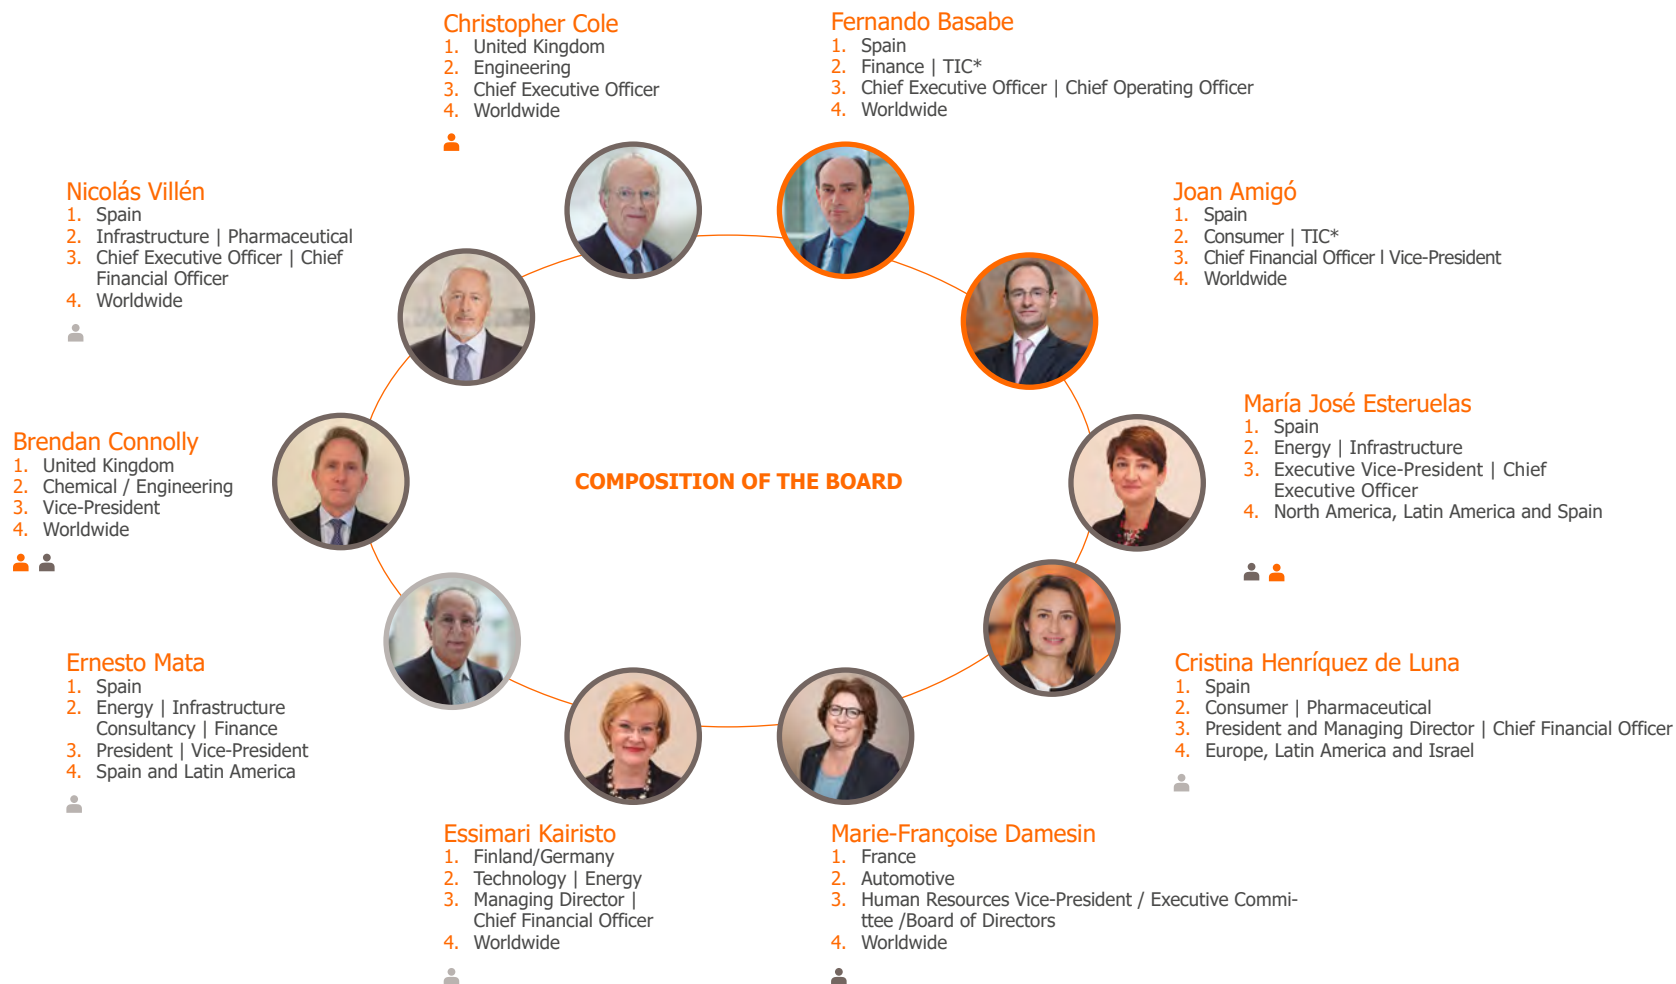 Christopher Cole
1. United Kingdom
2. Engineering
3. Chief Executive Officer
4. Worldwide
Fernando Basabe
1. Spain
2. Finance | TIC*
3. Chief Executive Officer | Chief Operating Officer
4. Worldwide
Nicolás Villén
1. Spain
2. Infrastructure | Pharmaceutical
3. Chief Executive Officer | Chief
Financial Officer
4. Worldwide
Joan Amigó
1. Spain
2. Consumer | TIC*
3. Chief Financial Officer l Vice-President
4. Worldwide
Brendan Connolly
1. United Kingdom
2. Chemical / Engineering
3. Vice-President
4. Worldwide
COMPOSITION OF THE BOARD
María José Esteruelas
1. Spain
2. Energy | Infrastructure
3. Executive Vice-President | Chief
Executive Officer
4. North America, Latin America and Spain
Ernesto Mata
1. Spain
2. Energy | Infrastructure
Consultancy | Finance
3. President | Vice-President
4. Spain and Latin America
Cristina Henríquez de Luna
1. Spain
2. Consumer | Pharmaceutical
3. President and Managing Director | Chief Financial Officer
4. Europe, Latin America and Israel
Essimari Kairisto
1. Finland/Germany
2. Technology | Energy
3. Managing Director |
Chief Financial Officer
4. Worldwide
Marie-Françoise Damesin
1. France
2. Automotive
3. Human Resources Vice-President / Executive Commi-
ttee /Board of Directors
4. Worldwide